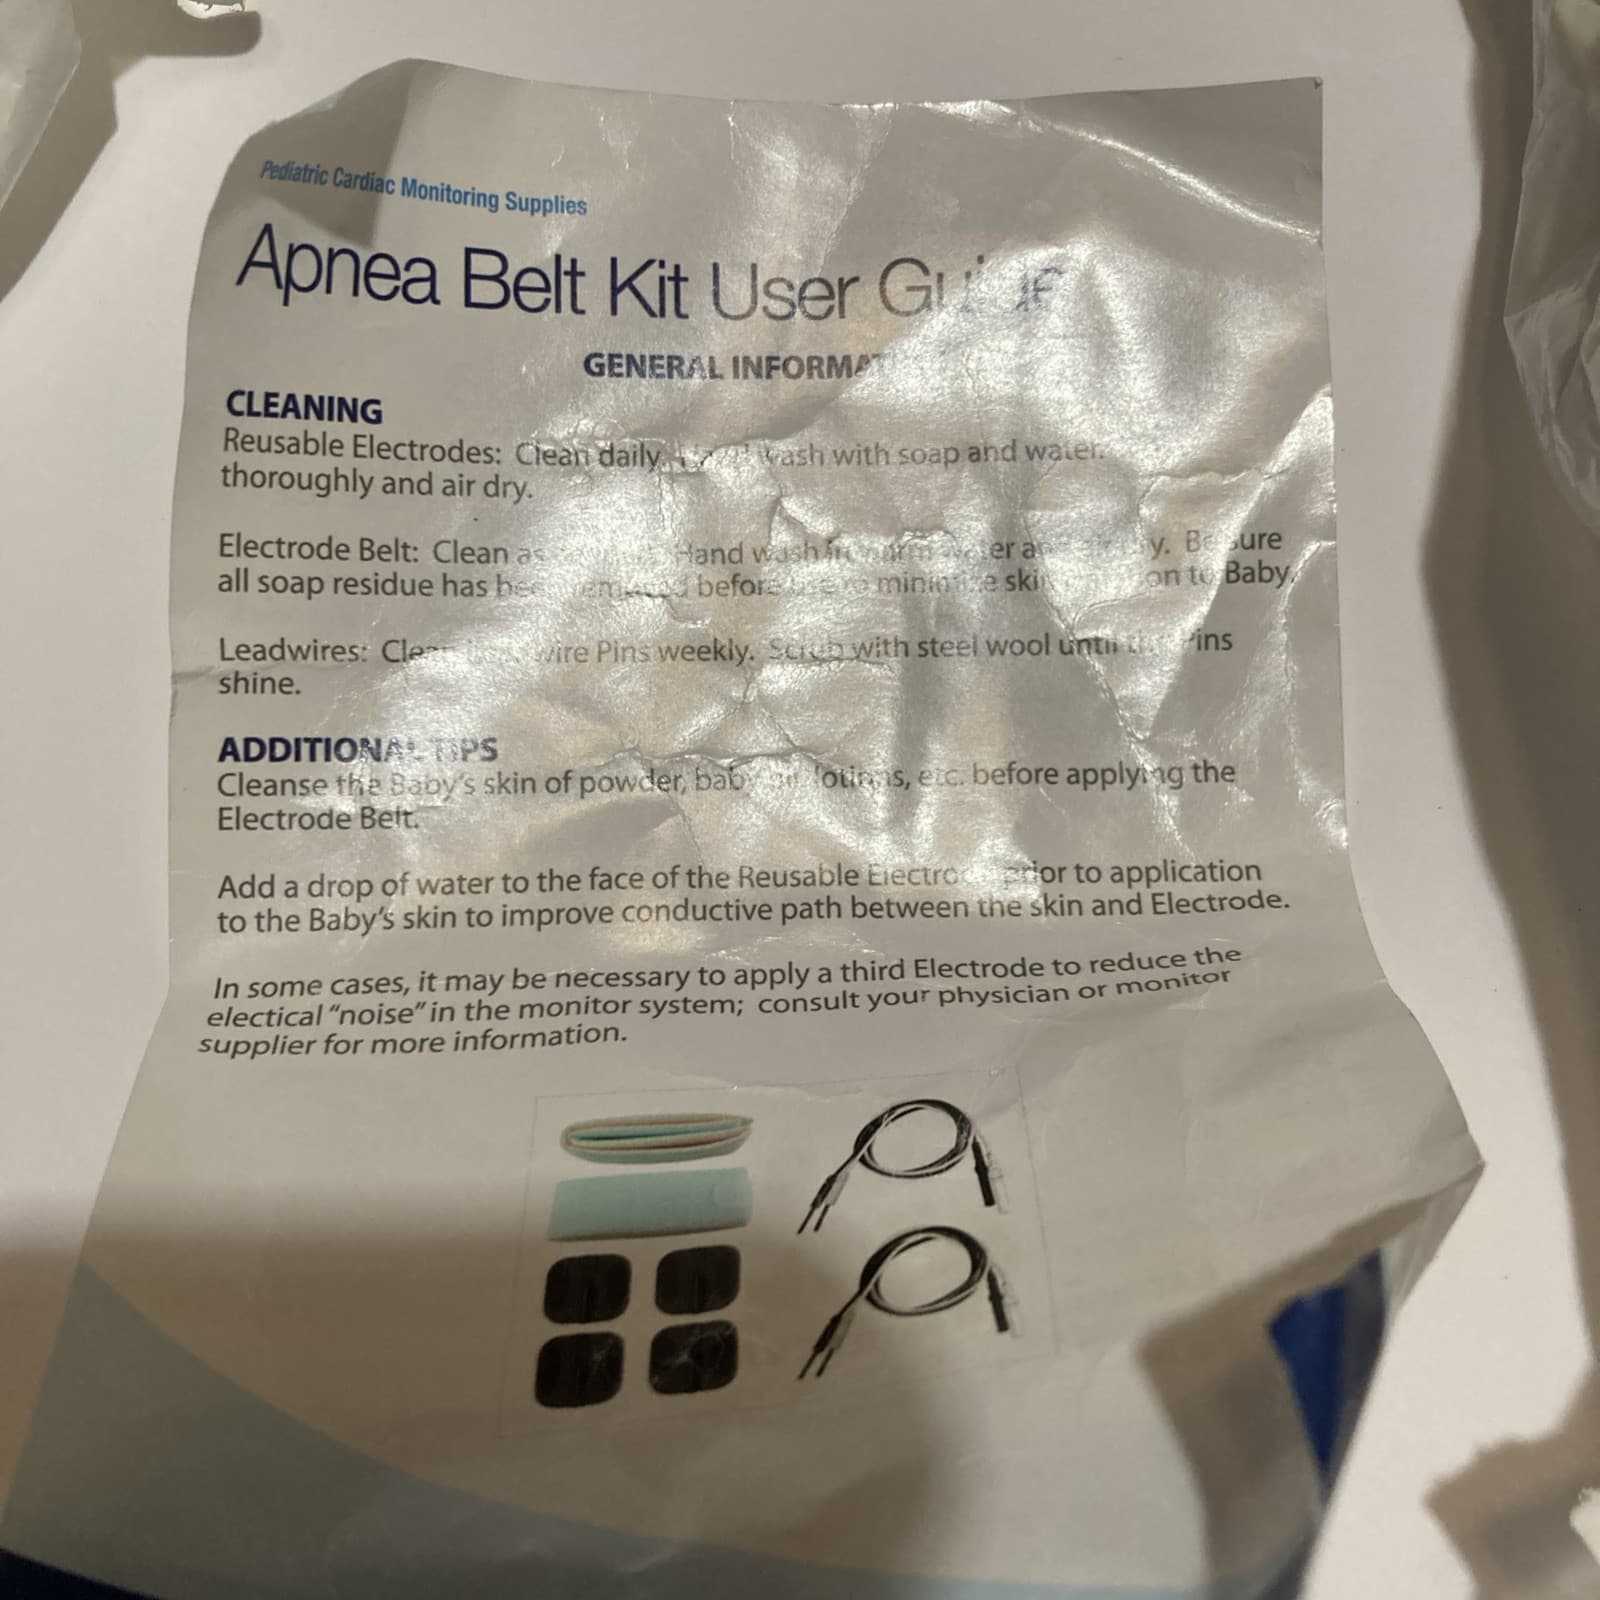 Pediatric Cardiac Monitoring Supplies
Apnea Belt Kit User
GENERAL
CLEANING
Reusable Electrodes: Clean daily. wash with soap and water.
thoroughly and air dry.
Electrode Belt: Clean Hand wash in warm water Be sure
all soap residue has been removed before minimize skin to Baby.
Leadwires: Clean wire Pins weekly. Scrub with steel wool until Pins
shine.
ADDITIONAL TIPS
Cleanse the Baby's skin of powder, baby lotions, etc. before applying the
Electrode Belt.
Add a drop of water to the face of the Reusable prior to application
to the Baby's skin to improve conductive path between the skin and Electrode.
In some cases, it may be necessary to apply a third Electrode to reduce the
electical "noise" in the monitor system; consult your physician or monitor
supplier for more information.